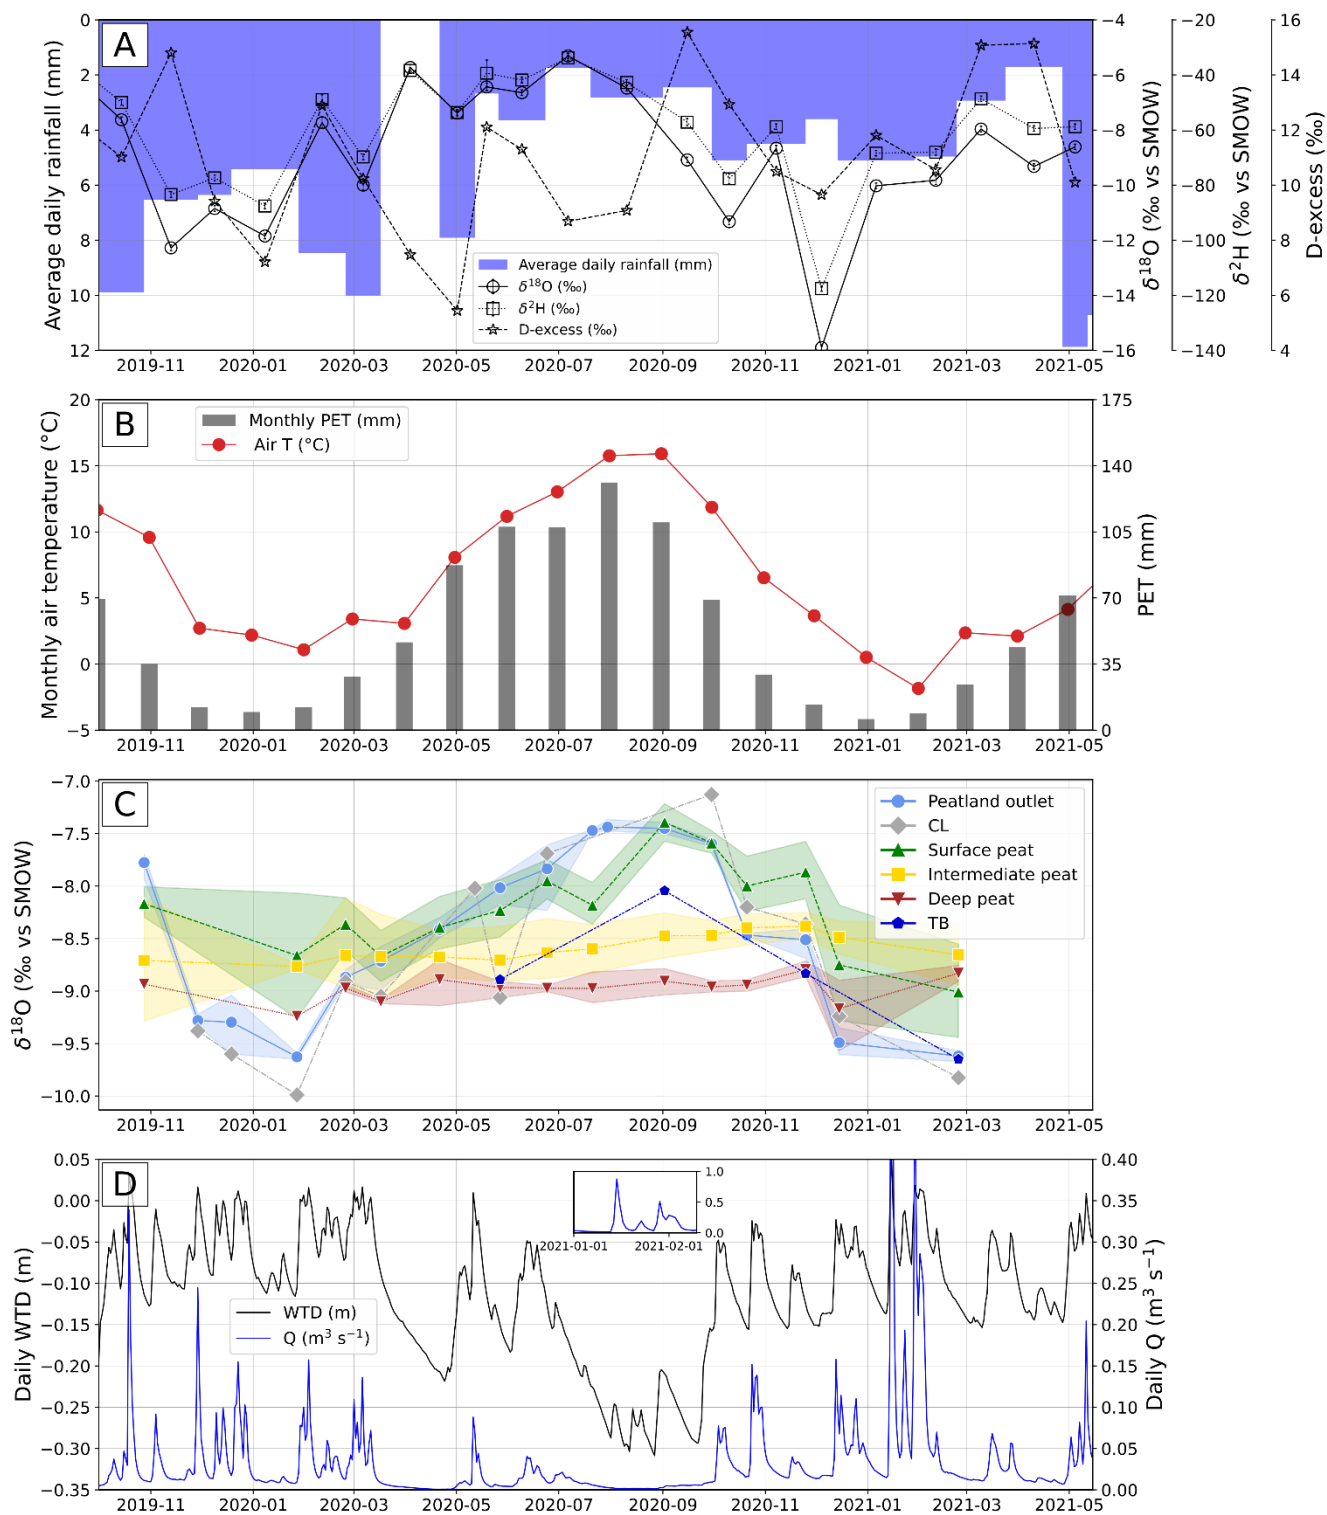 A
Average daily rainfall (mm)
0
2
4
6
8
10
12
−4
−6
−8
−10
−12
−14
−16
δ18O (‰ vs SMOW)
−20
−40
−60
−80
−100
−120
−140
δ2H (‰ vs SMOW)
16
14
12
10
8
6
4
D-excess (‰)
Average daily rainfall (mm)
δ18O (‰)
δ2H (‰)
D-excess (‰)
2019-11 2020-01 2020-03 2020-05 2020-07 2020-09 2020-11 2021-01 2021-03 2021-05
B
Monthly air temperature (°C)
20
15
10
5
0
−5
Monthly PET (mm)
Air T (°C)
175
140
105
70
35
0
PET (mm)
2019-11 2020-01 2020-03 2020-05 2020-07 2020-09 2020-11 2021-01 2021-03 2021-05
C
δ18O (‰ vs SMOW)
−7.0
−7.5
−8.0
−8.5
−9.0
−9.5
−10.0
Peatland outlet
CL
Surface peat
Intermediate peat
Deep peat
TB
2019-11 2020-01 2020-03 2020-05 2020-07 2020-09 2020-11 2021-01 2021-03 2021-05
D
Daily WTD (m)
0.05
0.00
−0.05
−0.10
−0.15
−0.20
−0.25
−0.30
−0.35
1.0
0.5
0.0
2021-01-01 2021-02-01
WTD (m)
Q (m3 s−1)
0.40
0.35
0.30
0.25
0.20
0.15
0.10
0.05
0.00
Daily Q (m3 s−1)
2019-11 2020-01 2020-03 2020-05 2020-07 2020-09 2020-11 2021-01 2021-03 2021-05